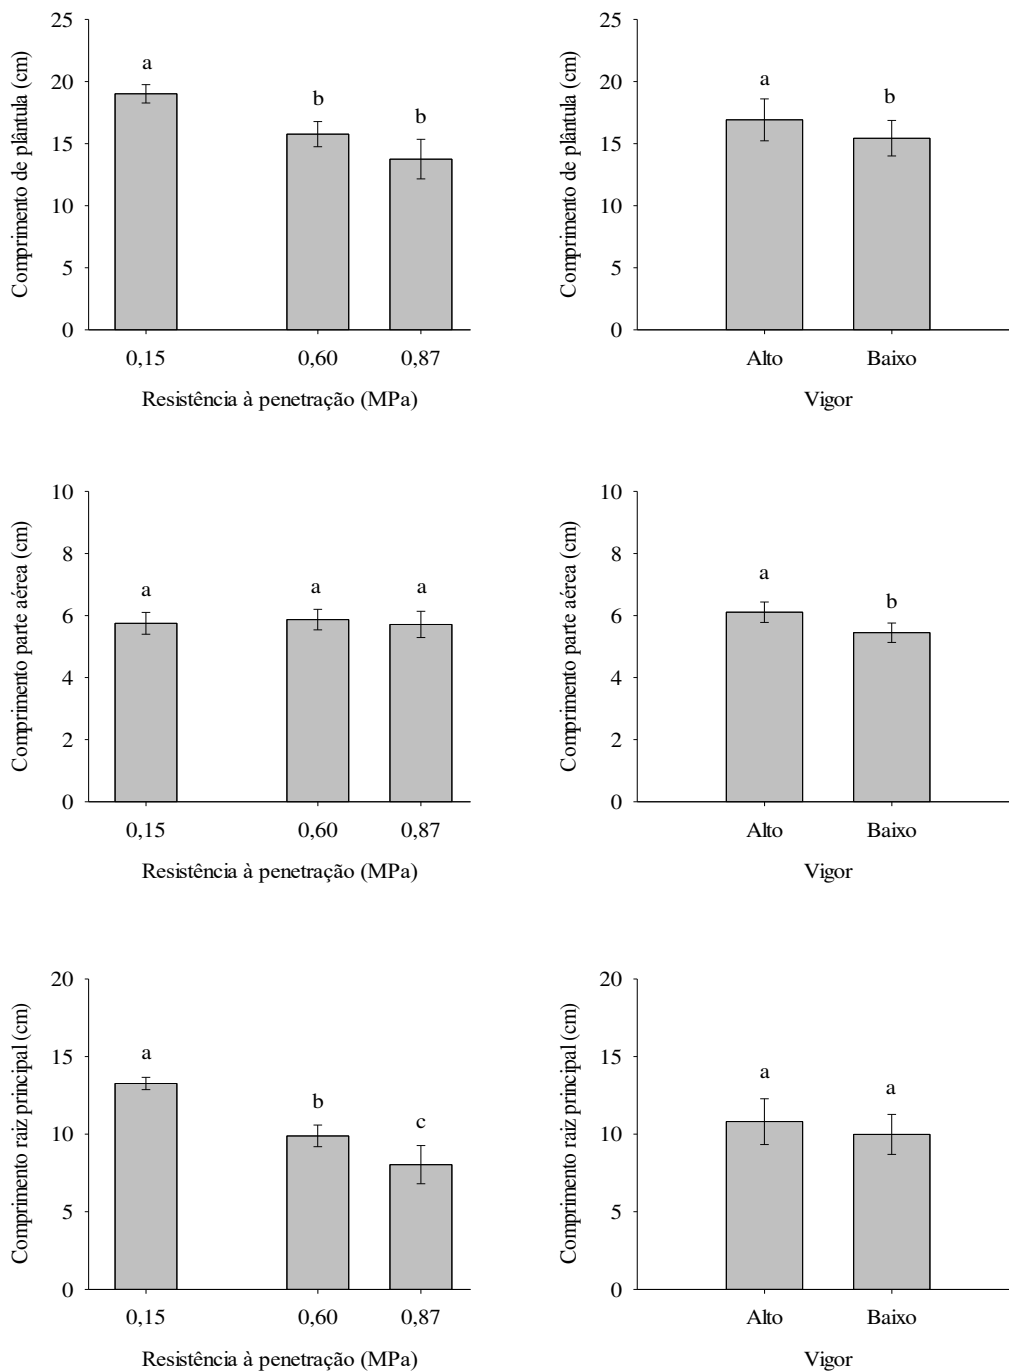 Comprimento de plântula (cm)
25
20
15
10
5
0
a
b
b
0,15
0,60
0,87
Resistência à penetração (MPa)
Comprimento de plântula (cm)
25
20
15
10
5
0
a
b
Alto
Baixo
Vigor
Comprimento parte aérea (cm)
10
8
6
4
2
0
a
a
a
0,15
0,60
0,87
Resistência à penetração (MPa)
Comprimento parte aérea (cm)
10
8
6
4
2
0
a
b
Alto
Baixo
Vigor
Comprimento raiz principal (cm)
20
15
10
5
0
a
b
c
0,15
0,60
0,87
Resistência à penetração (MPa)
Comprimento raiz principal (cm)
20
15
10
5
0
a
a
Alto
Baixo
Vigor